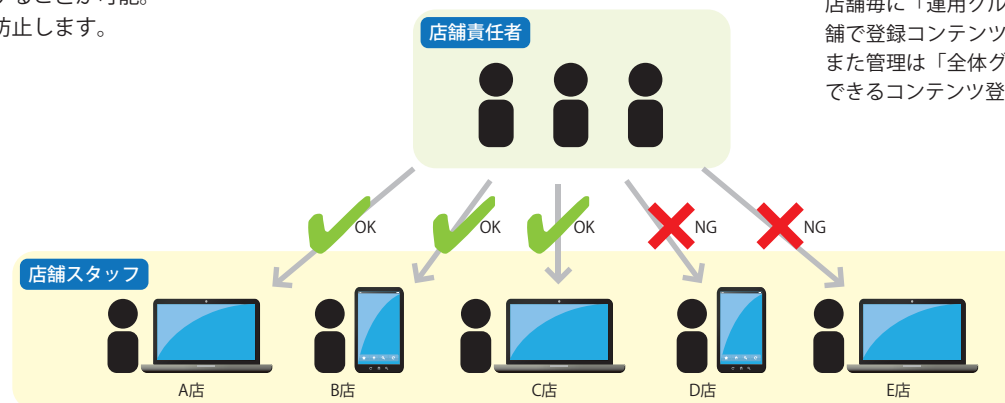 することが可能。
防止します。
店舗毎に「運用グル
舗で登録コンテンツ
また管理は「全体グ
できるコンテンツ登
店舗責任者
OK
OK
OK
NG
NG
店舗スタッフ
A店
B店
C店
D店
E店